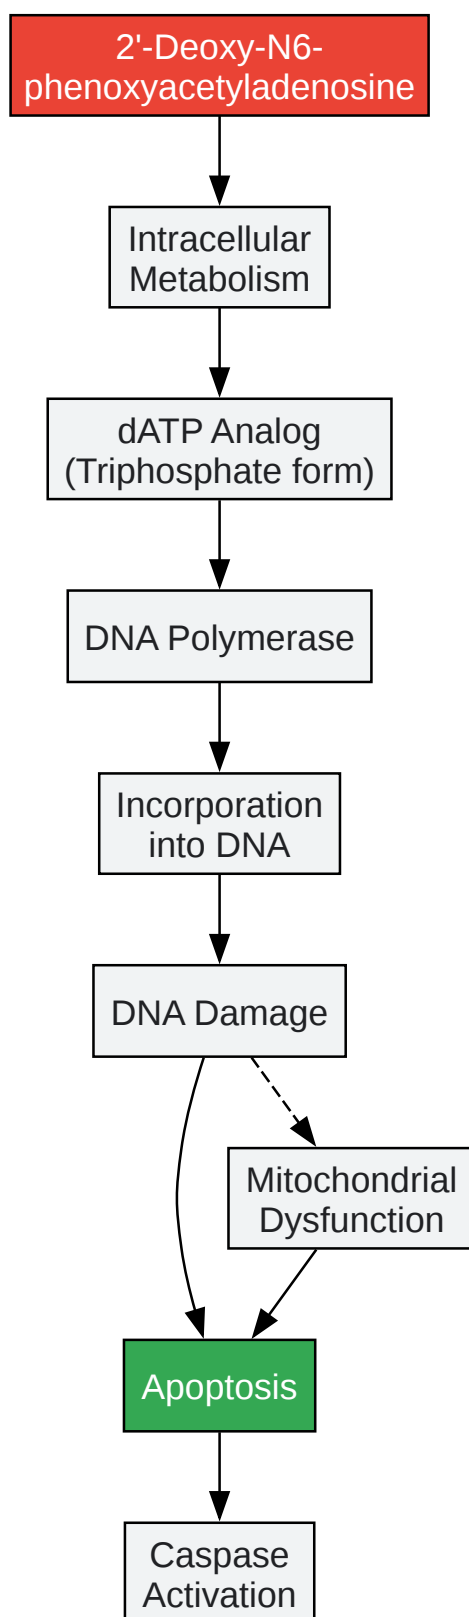 2'-Deoxy-N6-
phenoxyacetyladenosine
Intracellular
Metabolism
dATP Analog
(Triphosphate form)
DNA Polymerase
Incorporation
into DNA
DNA Damage
Mitochondrial
Dysfunction
Apoptosis
Caspase
Activation